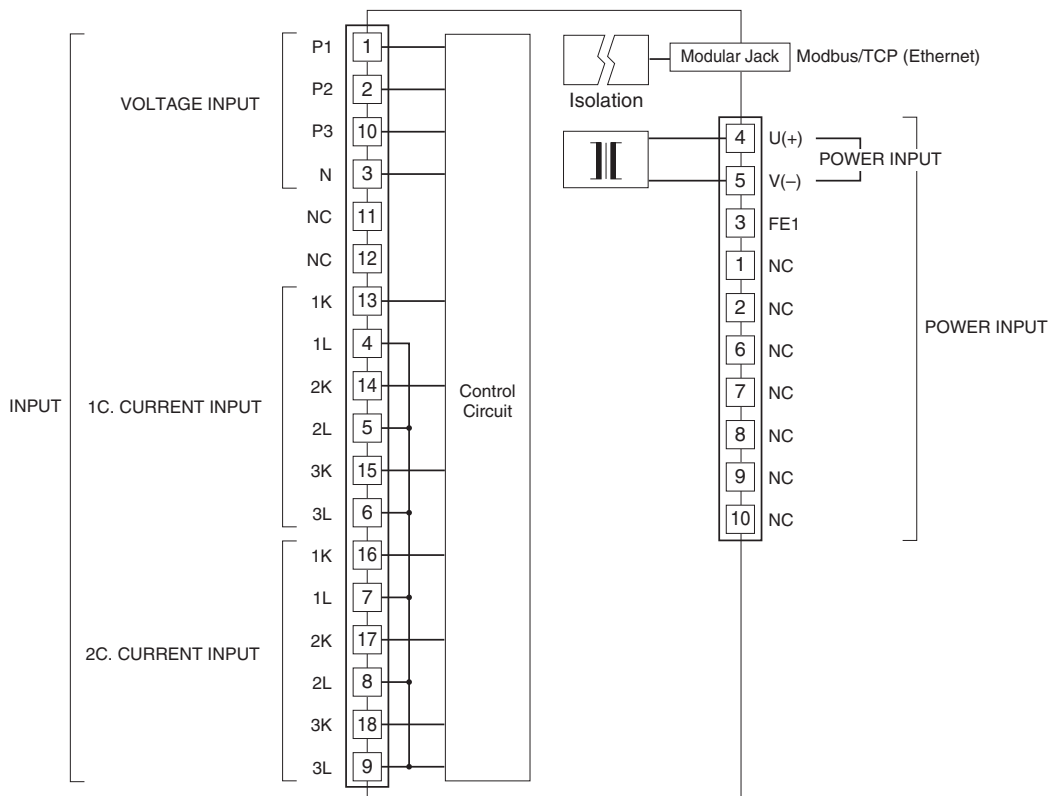 INPUT
VOLTAGE INPUT
P1 1
P2 2
P3 10
N 3
NC 11
NC 12
1C. CURRENT INPUT
1K 13
1L 4
2K 14
2L 5
3K 15
3L 6
2C. CURRENT INPUT
1K 16
1L 7
2K 17
2L 8
3K 18
3L 9
Control
Circuit
Isolation
Modular Jack Modbus/TCP (Ethernet)
4 U(+)
5 V(–)
POWER INPUT
3 FE1
1 NC
2 NC
6 NC
7 NC
8 NC
9 NC
10 NC
POWER INPUT